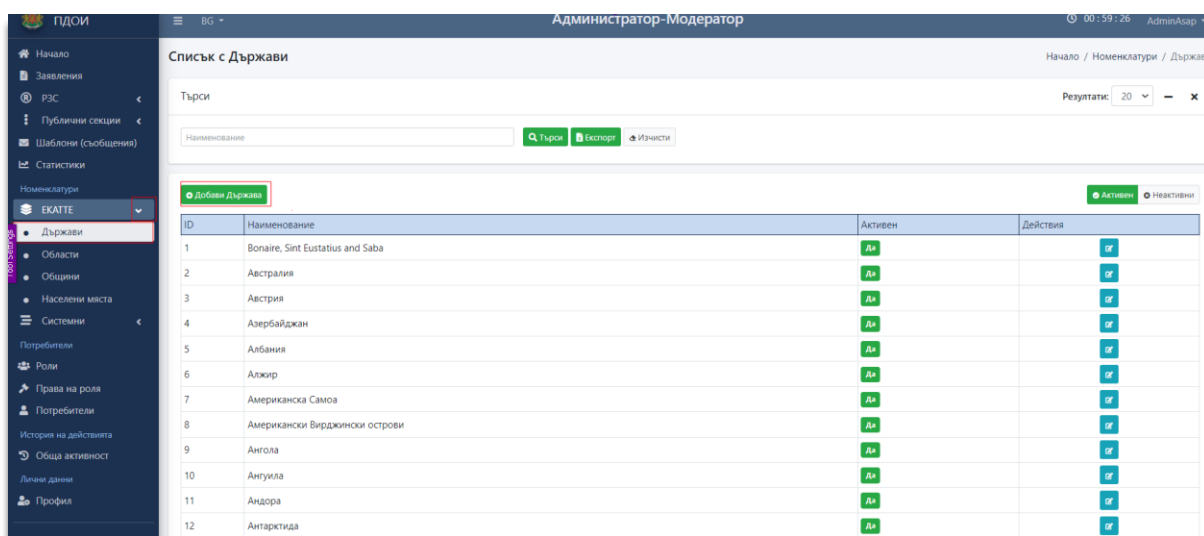 ПДОИ
BG
Администратор-Модератор
00:59:26 AdminAsap
Начало
Заявления
РЗС
Публични секции
Шаблони (съобщения)
Статистики
Номенклатури
ЕКАТТЕ
Държави
Области
Общини
Населени места
Системни
Потребители
Роли
Права на роля
Потребители
История на действията
Обща активност
Лични данни
Профил
Tool Settings
Списък с Държави
Начало / Номенклатури / Държав
Търси
Резултати: 20
Наименование
Търси Експорт Изчисти
Добави Държава
Активен Неактивни
ID Наименование Активен Действия
1 Bonaire, Sint Eustatius and Saba Да
2 Австралия Да
3 Австрия Да
4 Азербайджан Да
5 Албания Да
6 Алжир Да
7 Американска Самоа Да
8 Американски Вирджински острови Да
9 Ангола Да
10 Ангуила Да
11 Андора Да
12 Антарктида Да